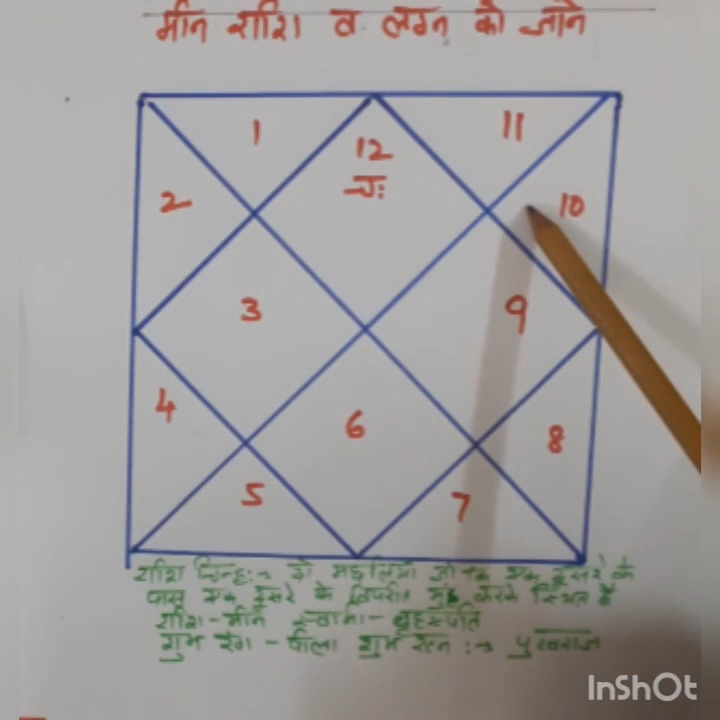 मीन राशि व लग्न को जाने
1
12
11
2
चः
10
3
9
4
6
8
5
7
राशि चिन्ह:→ दो मछलिया जो एक दूसरे के
पास एक दूसरे के विपरीत मुह करके स्थित है
राशि - मीन स्वामी - बृहस्पति
शुभ रंग - पीला शुभ रत्न :→ पुखराज
InShOt